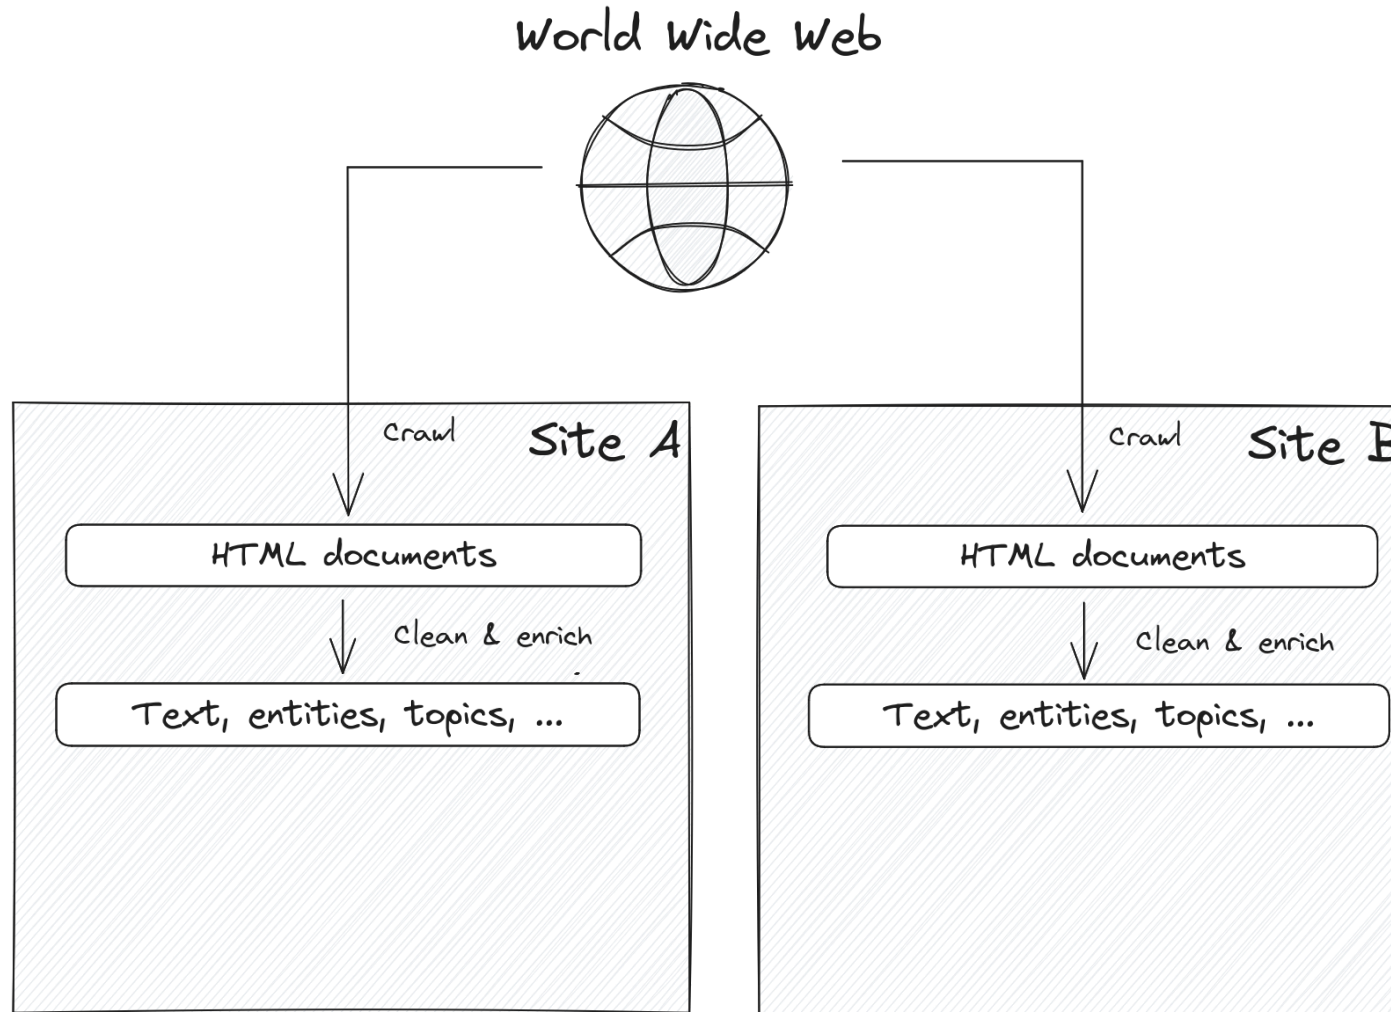 World Wide Web
Crawl
Site A
HTML documents
Clean & enrich
Text, entities, topics, ...
Crawl
Site B
HTML documents
Clean & enrich
Text, entities, topics, ...